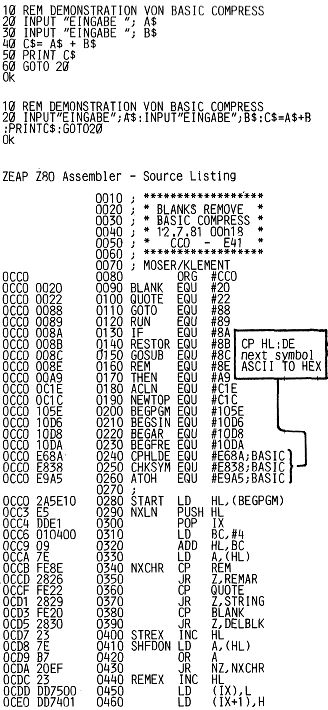 10 REM DEMONSTRATION VON BASIC COMPRESS
20 INPUT "EINGABE "; A$
30 INPUT "EINGABE "; B$
40 C$= A$ + B$
50 PRINT C$
60 GOTO 20
Ok
10 REM DEMONSTRATION VON BASIC COMPRESS
20 INPUT"EINGABE";A$:INPUT"EINGABE";B$:C$=A$+B
:PRINTC$:GOTO20
Ok
ZEAP Z80 Assembler - Source Listing
0010 ; ******************
0020 ; * BLANKS REMOVE *
0030 ; * BASIC COMPRESS *
0040 ; * 12.7.81 00h18 *
0050 ; * CCO - E41 *
0060 ; ******************
0070 ; MOSER/KLEMENT
0CC0 0080 ORG #CC0
0CC0 0020 0090 BLANK EQU #20
0CC0 0022 0100 QUOTE EQU #22
0CC0 0088 0110 GOTO EQU #88
0CC0 0089 0120 RUN EQU #89
0CC0 008A 0130 IF EQU #8A
0CC0 008B 0140 RESTOR EQU #8B
0CC0 008C 0150 GOSUB EQU #8C
0CC0 008E 0160 REM EQU #8E
0CC0 00A9 0170 THEN EQU #A9
0CC0 0C1E 0180 ACLN EQU #C1E
0CC0 0C1C 0190 NEWTOP EQU #C1C
0CC0 105E 0200 BEGPGM EQU #105E
0CC0 10D6 0210 BEGSIN EQU #10D6
0CC0 10D8 0220 BEGAR EQU #10D8
0CC0 10DA 0230 BEGFRE EQU #10DA
0CC0 E68A 0240 CPHLDE EQU #E68A;BASIC
0CC0 E838 0250 CHKSYM EQU #E838;BASIC
0CC0 E9A5 0260 ATOH EQU #E9A5;BASIC
CP HL:DE
next symbol
ASCII TO HEX
0270 ;
0CC0 2A5E10 0280 START LD HL,(BEGPGM)
0CC3 E5 0290 NXLN PUSH HL
0CC4 DDE1 0300 POP IX
0CC6 010400 0310 LD BC,#4
0CC9 09 0320 ADD HL,BC
0CCA 7E 0330 LD A,(HL)
0CCB FE8E 0340 NXCHR CP REM
0CCD 2826 0350 JR Z,REMAR
0CCF FE22 0360 CP QUOTE
0CD1 2829 0370 JR Z,STRING
0CD3 FE20 0380 CP BLANK
0CD5 2830 0390 JR Z,DELBLK
0CD7 23 0400 STREX INC HL
0CD8 7E 0410 SHFDON LD A,(HL)
0CD9 B7 0420 OR A
0CDA 20EF 0430 JR NZ,NXCHR
0CDC 23 0440 REMEX INC HL
0CDD DD7500 0450 LD (IX),L
0CE0 DD7401 0460 LD (IX+1),H